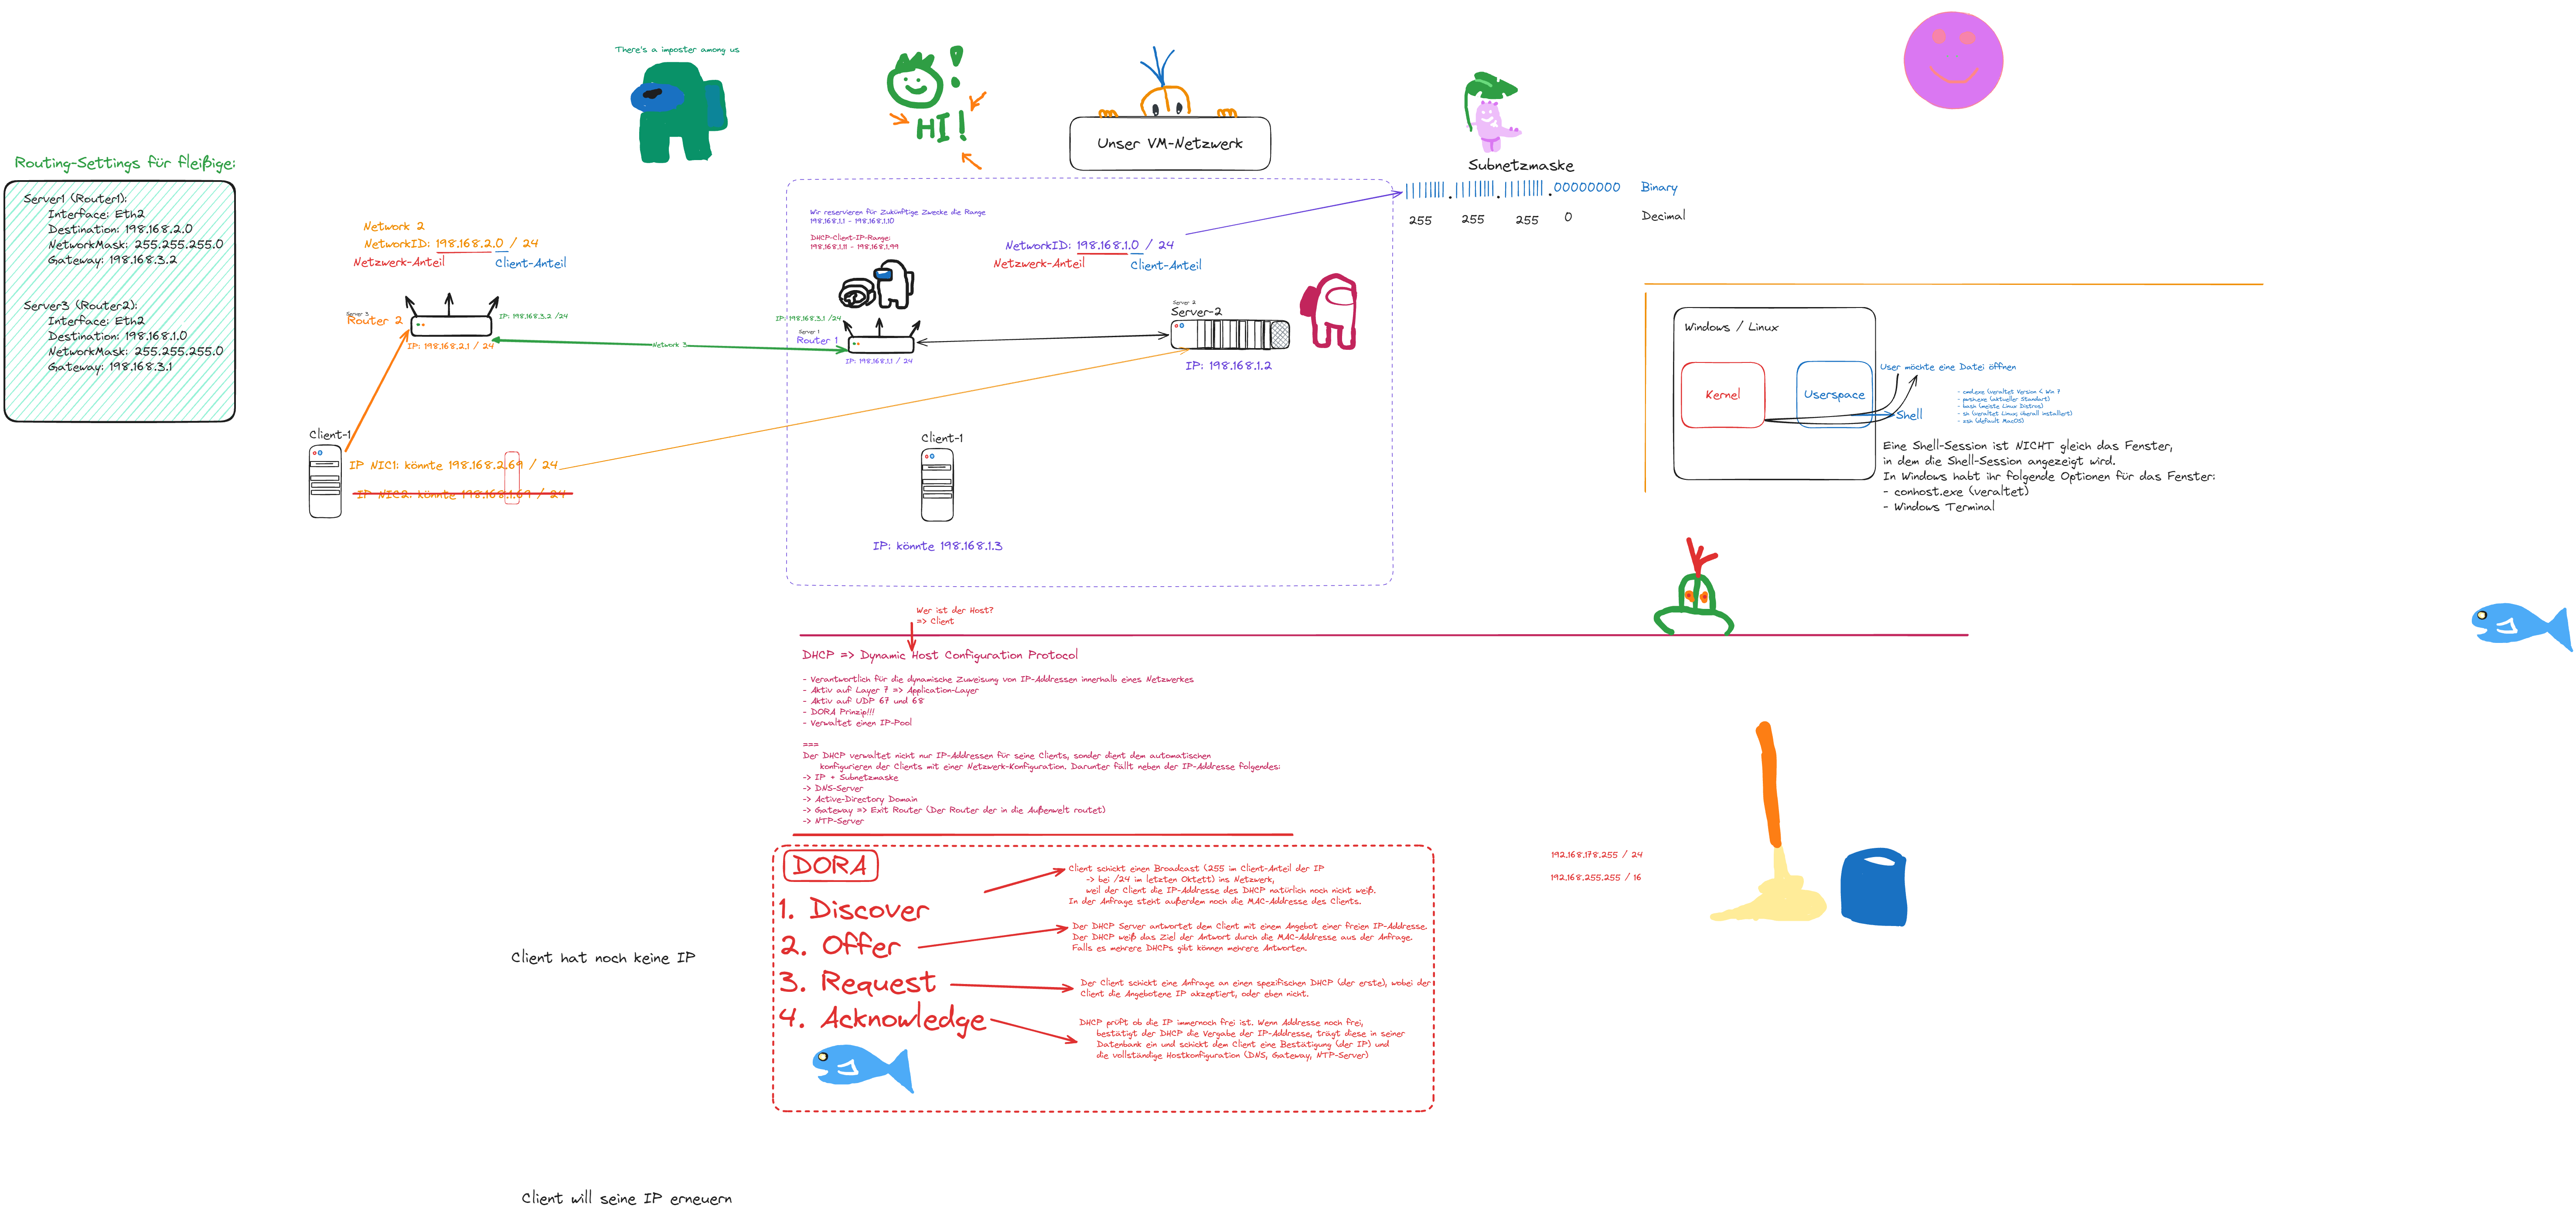 There's a imposter among us
HI!
Unser VM-Netzwerk
Routing-Settings für fleißige:
Server1 (Router1):
Interface: Eth2
Destination: 198.168.2.0
NetworkMask: 255.255.255.0
Gateway: 198.168.3.2
Server3 (Router2):
Interface: Eth2
Destination: 198.168.1.0
NetworkMask: 255.255.255.0
Gateway: 198.168.3.1
Network 2
NetworkID: 198.168.2.0 / 24
Netzwerk-Anteil
Client-Anteil
Server 3
Router 2
IP: 198.168.3.2 /24
IP: 198.168.2.1 / 24
Network 3
Client-1
IP NIC1: könnte 198.168.2.69 / 24
IP NIC2: könnte 198.168.1.69 / 24
Wir reservieren für Zukünftige Zwecke die Range
198.168.1.1 - 198.168.1.10
DHCP-Client-IP-Range:
198.168.1.11 - 198.168.1.99
NetworkID: 198.168.1.0 / 24
Netzwerk-Anteil
Client-Anteil
IP: 198.168.3.1 /24
Server 1
Router 1
IP: 198.168.1.1 / 24
Server 2
Server-2
IP: 198.168.1.2
Client-1
IP: könnte 198.168.1.3
Subnetzmaske
11111111.11111111.11111111.00000000 Binary
255 255 255 0 Decimal
Windows / Linux
Kernel
Userspace
User möchte eine Datei öffnen
Shell
- cmd.exe (veraltet Version < Win 7
- pwsh.exe (aktueller Standart)
- bash (meiste Linux Distros)
- sh (veraltet Linux; überall installert)
- zsh (default MacOS)
Eine Shell-Session ist NICHT gleich das Fenster,
in dem die Shell-Session angezeigt wird.
In Windows habt ihr folgende Optionen für das Fenster:
- conhost.exe (veraltet)
- Windows Terminal
Wer ist der Host?
=> Client
DHCP => Dynamic Host Configuration Protocol
- Verantwortlich für die dynamische Zuweisung von IP-Addressen innerhalb eines Netzwerkes
- Aktiv auf Layer 7 => Application-Layer
- Aktiv auf UDP 67 und 68
- DORA Prinzip!!!
- Verwaltet einen IP-Pool
===
Der DHCP verwaltet nicht nur IP-Addressen für seine Clients, sonder dient dem automatischen
konfigurieren der Clients mit einer Netzwerk-Konfiguration. Darunter fällt neben der IP-Addresse folgendes:
-> IP + Subnetzmaske
-> DNS-Server
-> Active-Directory Domain
-> Gateway => Exit Router (Der Router der in die Außenwelt routet)
-> NTP-Server
DORA
1. Discover
Client schickt einen Broadcast (255 im Client-Anteil der IP
-> bei /24 im letzten Oktett) ins Netzwerk,
weil der Client die IP-Addresse des DHCP natürlich noch nicht weiß.
In der Anfrage steht außerdem noch die MAC-Addresse des Clients.
2. Offer
Der DHCP Server antwortet dem Client mit einem Angebot einer freien IP-Addresse.
Der DHCP weiß das Ziel der Antwort durch die MAC-Addresse aus der Anfrage.
Falls es mehrere DHCPs gibt können mehrere Antworten.
3. Request
Der Client schickt eine Anfrage an einen spezifischen DHCP (der erste), wobei der
Client die Angebotene IP akzeptiert, oder eben nicht.
4. Acknowledge
DHCP prüft ob die IP immernoch frei ist. Wenn Addresse noch frei,
bestätigt der DHCP die Vergabe der IP-Addresse, trägt diese in seiner
Datenbank ein und schickt dem Client eine Bestätigung (der IP) und
die vollständige Hostkonfiguration (DNS, Gateway, NTP-Server)
192.168.178.255 / 24
192.168.255.255 / 16
Client hat noch keine IP
Client will seine IP erneuern